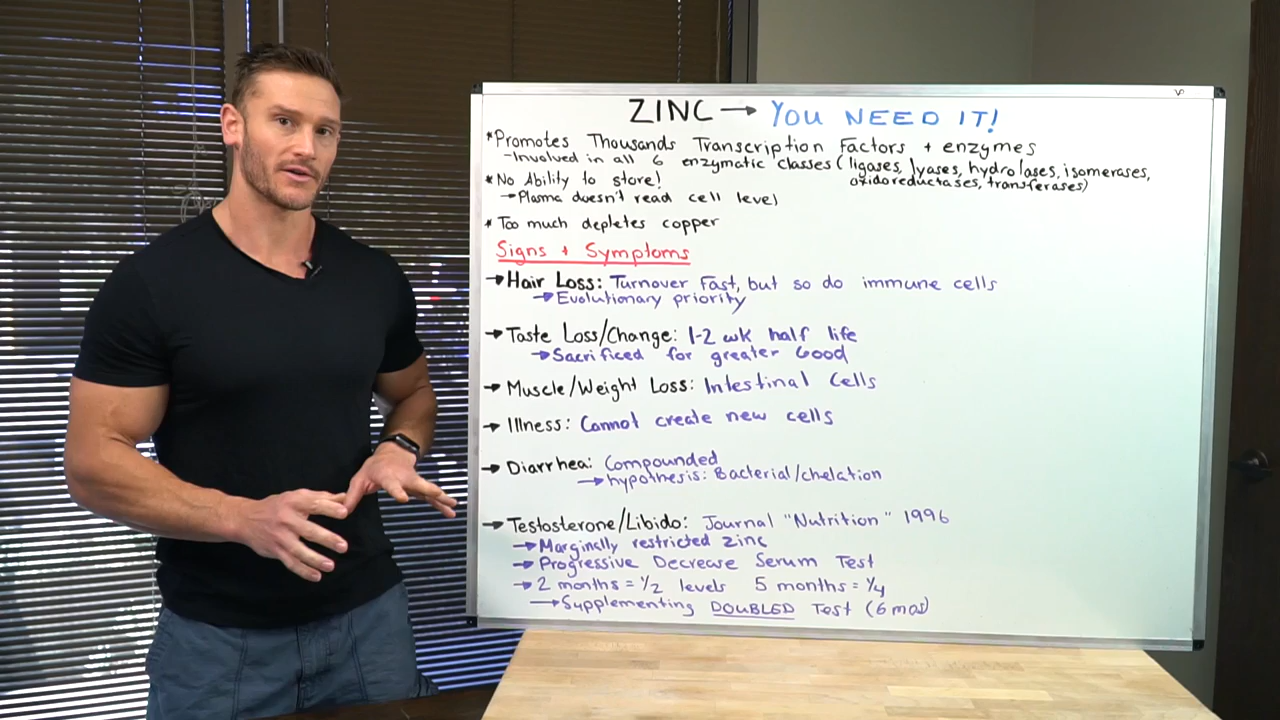 ZINC → YOU NEED IT!
*Promotes Thousands Transcription Factors + enzymes
-Involved in all 6 enzymatic classes (ligases, lyases, hydrolases, isomerases,
oxidoreductases, transferases)
* No Ability to store!
→ Plasma doesn't read cell level
* Too much depletes copper
Signs + Symptoms
→ Hair Loss: Turnover Fast, but so do immune cells
→ Evolutionary priority
→ Taste Loss/Change: 1-2 wk half life
→ Sacrificed for greater Good
→ Muscle/Weight Loss: Intestinal Cells
→ Illness: Cannot create new cells
→ Diarrhea: Compounded
→ hypothesis: Bacterial/chelation
→ Testosterone/Libido: Journal "Nutrition" 1996
→ Marginally restricted zinc
→ Progressive Decrease Serum Test
→ 2 months = 1/2 levels 5 months = 1/4
→ Supplementing DOUBLED Test (6 mos)